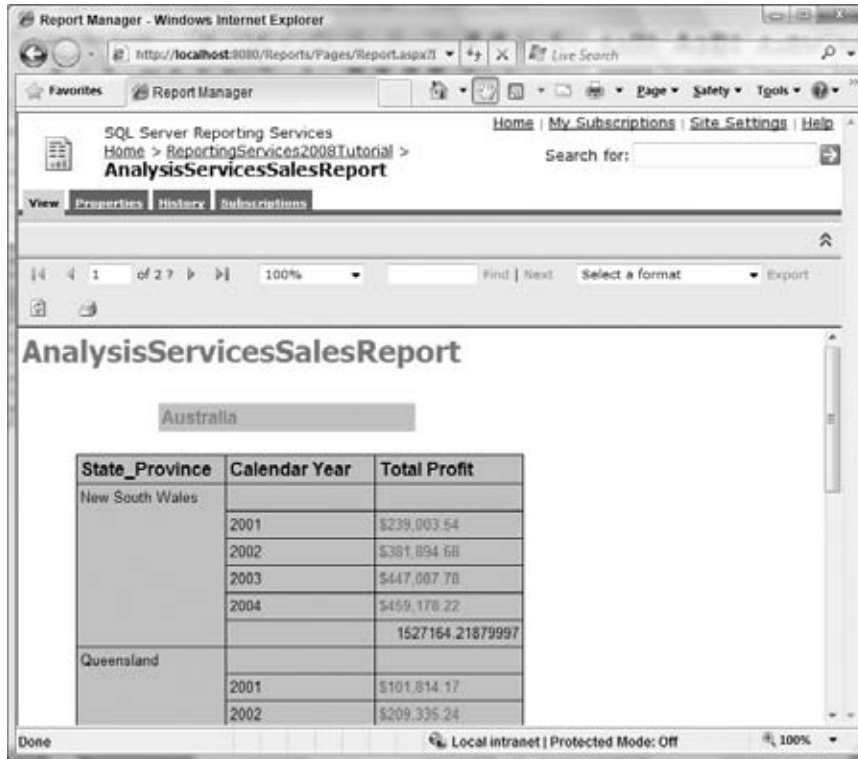 Report Manager - Windows Internet Explorer
http://localhost:8080/Reports/Pages/Report.aspx?I
Live Search
Favorites Report Manager Page Safety Tools
Home | My Subscriptions | Site Settings | Help
SQL Server Reporting Services
Home > ReportingServices2008Tutorial >
AnalysisServicesSalesReport
Search for:
View Properties History Subscriptions
1 of 2 ? 100% Find | Next Select a format Export
AnalysisServicesSalesReport
Australia
State_Province Calendar Year Total Profit
New South Wales
2001 $239,003.54
2002 $381,894.68
2003 $447,087.78
2004 $459,178.22
1527164.21879997
Queensland
2001 $101,814.17
2002 $209,335.24
Done Local intranet | Protected Mode: Off 100%